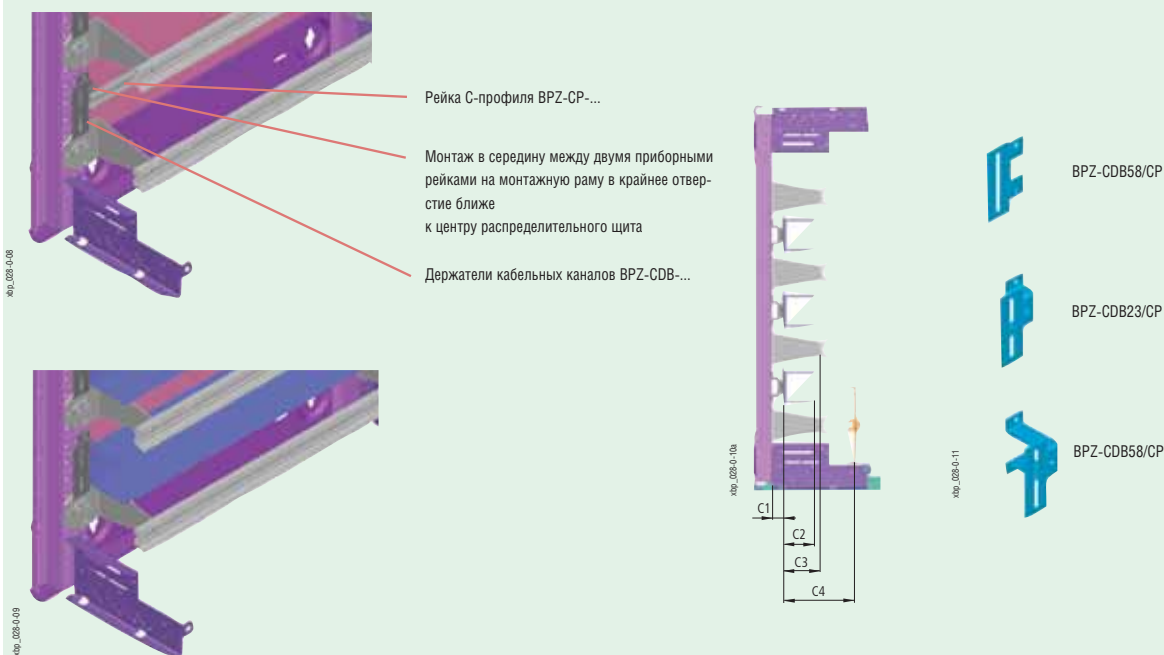 Рейка С-профиля BPZ-CP-...
Монтаж в середину между двумя приборными
рейками на монтажную раму в крайнее отвер-
стие ближе
к центру распределительного щита
Держатели кабельных каналов BPZ-CDB-...
xbp_028-0-08
xbp_028-0-09
xbp_028-0-10a
C1
C2
C3
C4
xbp_028-0-11
BPZ-CDB58/CP
BPZ-CDB23/CP
BPZ-CDB58/CP